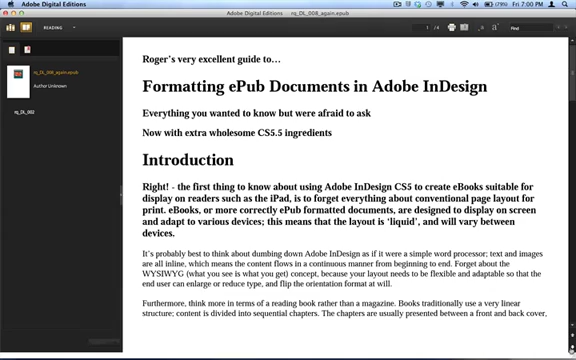 Adobe Digital Editions
(79%)
Fri 7:00 PM
Adobe Digital Editions rq_DL_008_again.epub
READING
/4
Find
rq_DL_008_again.epub
Author Unknown
rq_DL_002
Roger's very excellent guide to…
Formatting ePub Documents in Adobe InDesign
Everything you wanted to know but were afraid to ask
Now with extra wholesome CS5.5 ingredients
Introduction
Right! - the first thing to know about using Adobe InDesign CS5 to create eBooks suitable for
display on readers such as the iPad, is to forget everything about conventional page layout for
print. eBooks, or more correctly ePub formatted documents, are designed to display on screen
and adapt to various devices; this means that the layout is 'liquid', and will vary between
devices.
It's probably best to think about dumbing down Adobe InDesign as if it were a simple word processor; text and images
are all inline, which means the content flows in a continuous manner from beginning to end. Forget about the
WYSIWYG (what you see is what you get) concept, because your layout needs to be flexible and adaptable so that the
end user can enlarge or reduce type, and flip the orientation format at will.
Furthermore, think more in terms of a reading book rather than a magazine. Books traditionally use a very linear
structure; content is divided into sequential chapters. The chapters are usually presented between a front and back cover,